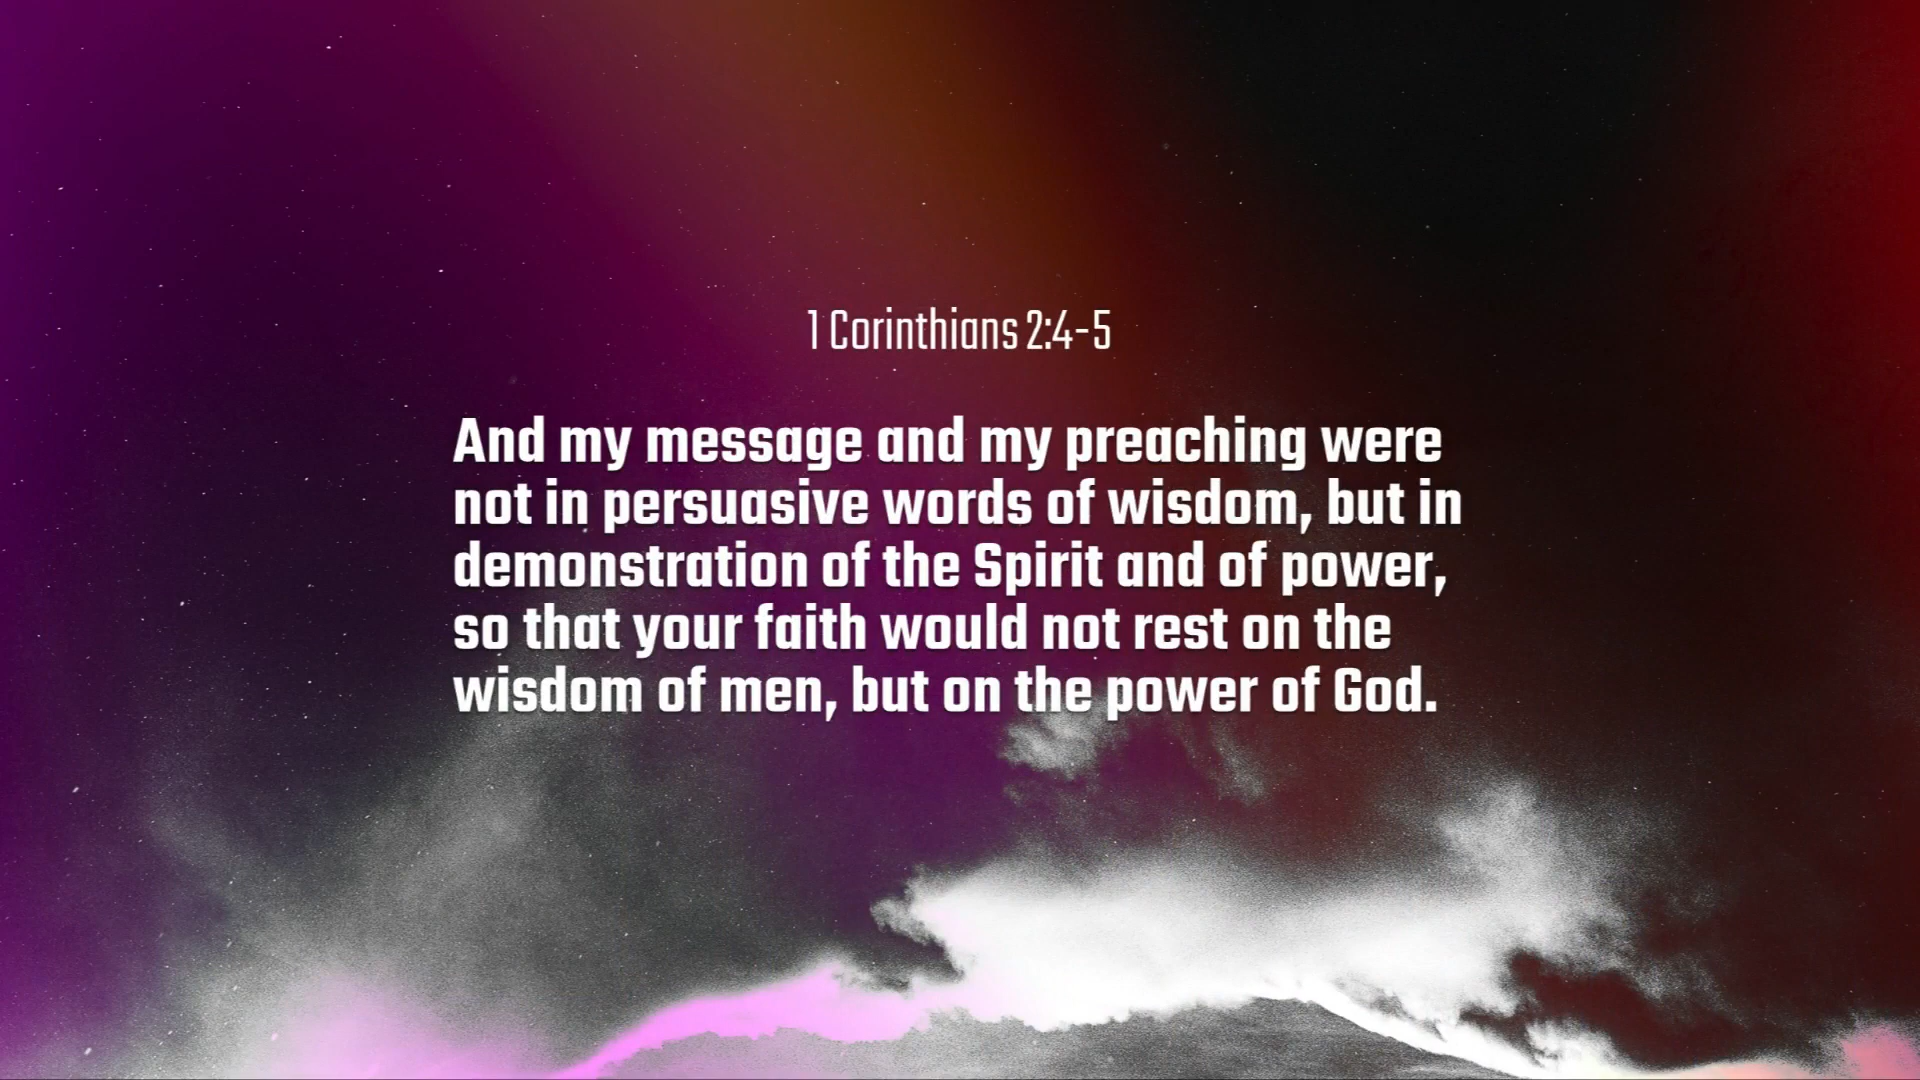 1 Corinthians 2:4-5
And my message and my preaching were
not in persuasive words of wisdom, but in
demonstration of the Spirit and of power,
so that your faith would not rest on the
wisdom of men, but on the power of God.